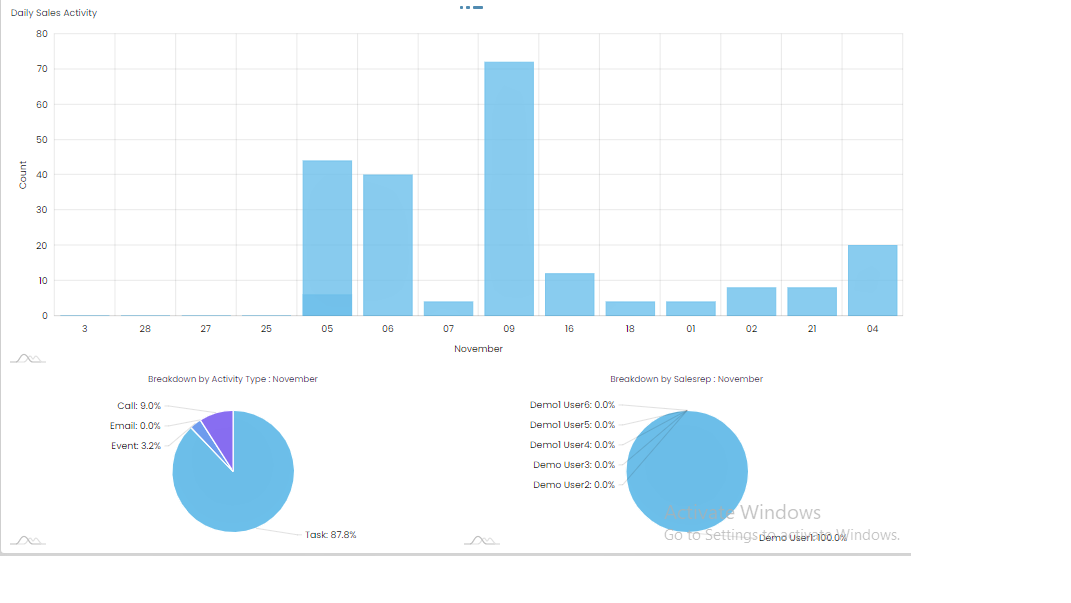 Daily Sales Activity
80
70
60
50
40
30
20
10
0
Count
3 28 27 25 05 06 07 09 16 18 01 02 21 04
November
Breakdown by Activity Type : November
Call: 9.0%
Email: 0.0%
Event: 3.2%
Task: 87.8%
Breakdown by Salesrep : November
Demo1 User6: 0.0%
Demo1 User5: 0.0%
Demo1 User4: 0.0%
Demo User3: 0.0%
Demo User2: 0.0%
Activate Windows
Go to Settings to activate Windows.
Demo User1: 100.0%